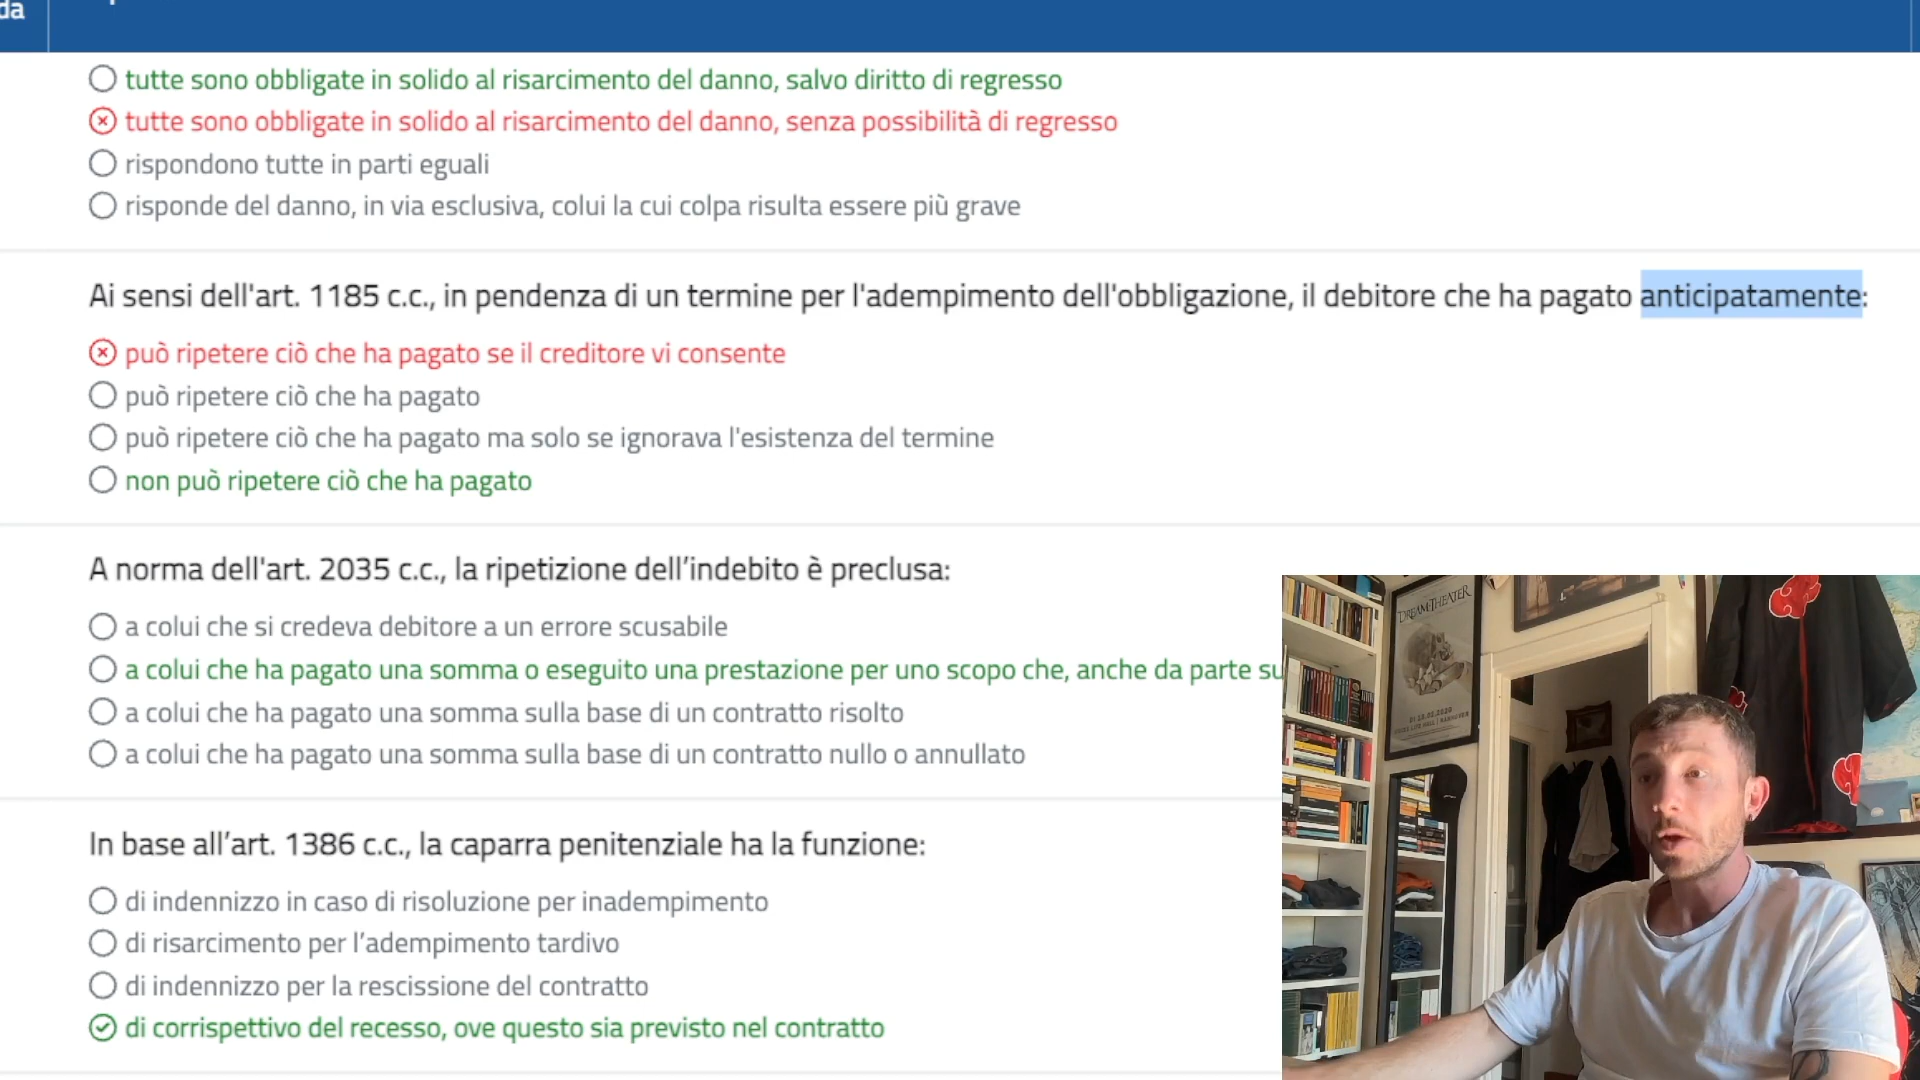 da
tutte sono obbligate in solido al risarcimento del danno, salvo diritto di regresso
tutte sono obbligate in solido al risarcimento del danno, senza possibilità di regresso
rispondono tutte in parti eguali
risponde del danno, in via esclusiva, colui la cui colpa risulta essere più grave
Ai sensi dell'art. 1185 c.c., in pendenza di un termine per l'adempimento dell'obbligazione, il debitore che ha pagato anticipatamente:
può ripetere ciò che ha pagato se il creditore vi consente
può ripetere ciò che ha pagato
può ripetere ciò che ha pagato ma solo se ignorava l'esistenza del termine
non può ripetere ciò che ha pagato
A norma dell'art. 2035 c.c., la ripetizione dell’indebito è preclusa:
a colui che si credeva debitore a un errore scusabile
a colui che ha pagato una somma o eseguito una prestazione per uno scopo che, anche da parte su
a colui che ha pagato una somma sulla base di un contratto risolto
a colui che ha pagato una somma sulla base di un contratto nullo o annullato
In base all’art. 1386 c.c., la caparra penitenziale ha la funzione:
di indennizzo in caso di risoluzione per inadempimento
di risarcimento per l’adempimento tardivo
di indennizzo per la rescissione del contratto
di corrispettivo del recesso, ove questo sia previsto nel contratto
DREAM THEATER